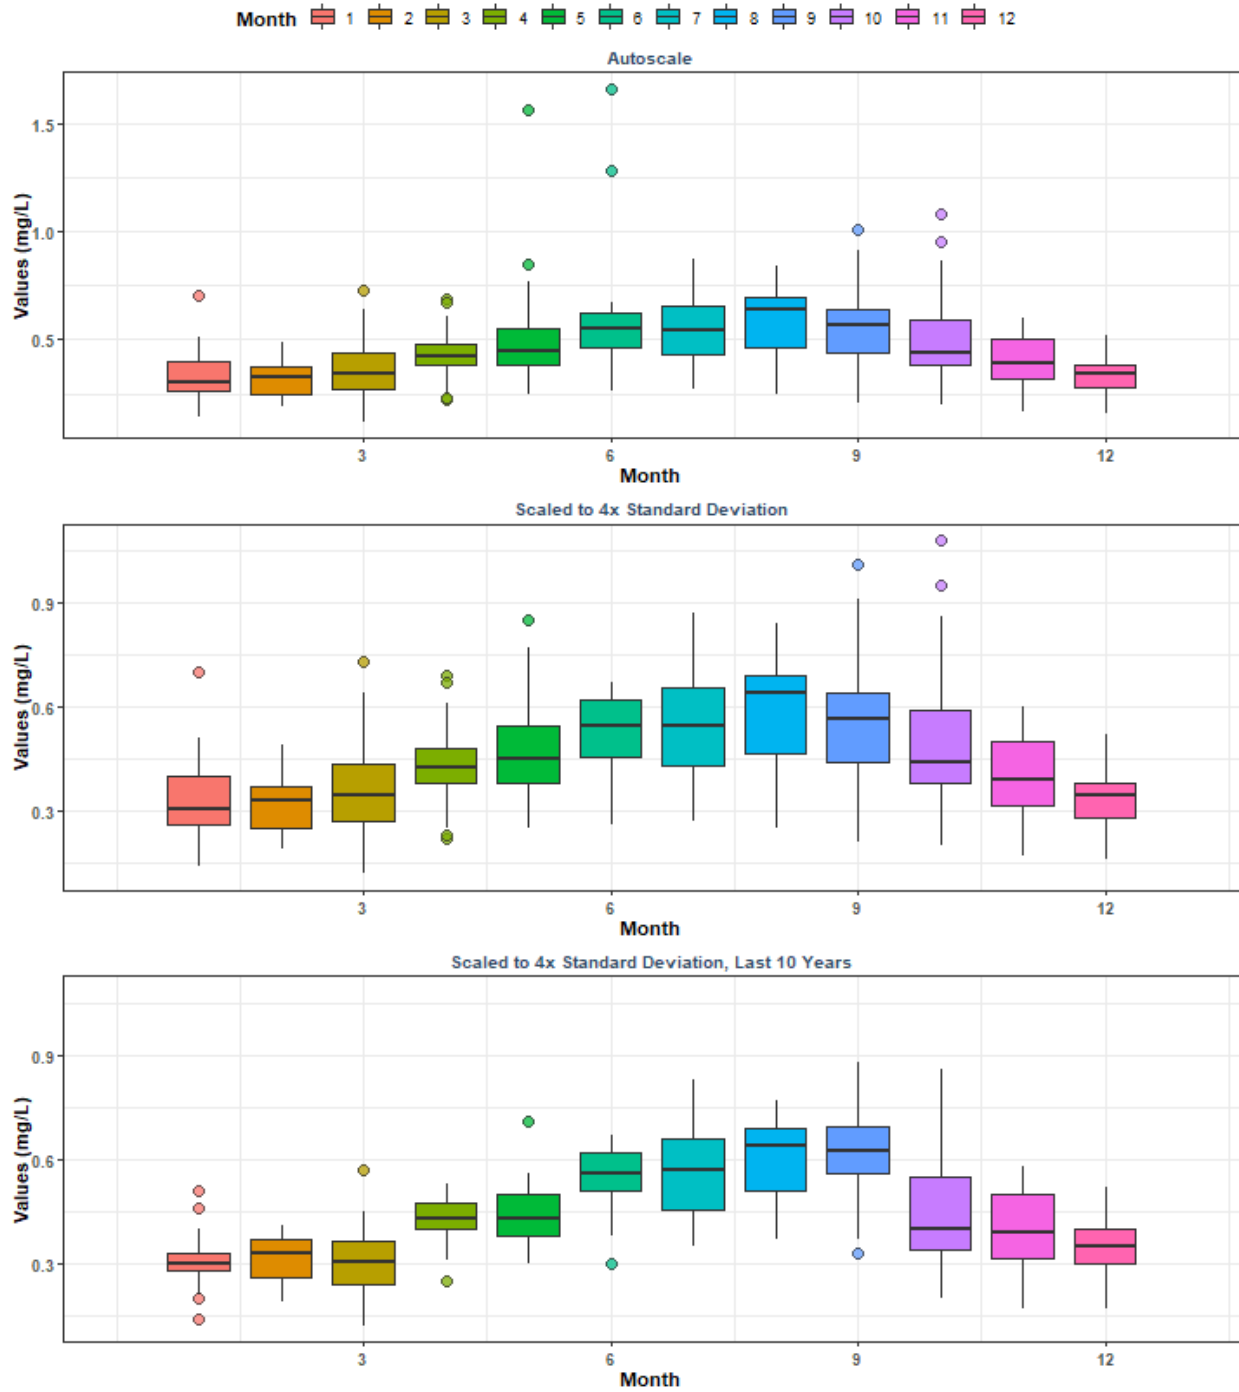 Month 1 2 3 4 5 6 7 8 9 10 11 12
Autoscale
Values (mg/L)
1.5
1.0
0.5
3 6 9 12
Month
Scaled to 4x Standard Deviation
Values (mg/L)
0.9
0.6
0.3
3 6 9 12
Month
Scaled to 4x Standard Deviation, Last 10 Years
Values (mg/L)
0.9
0.6
0.3
3 6 9 12
Month